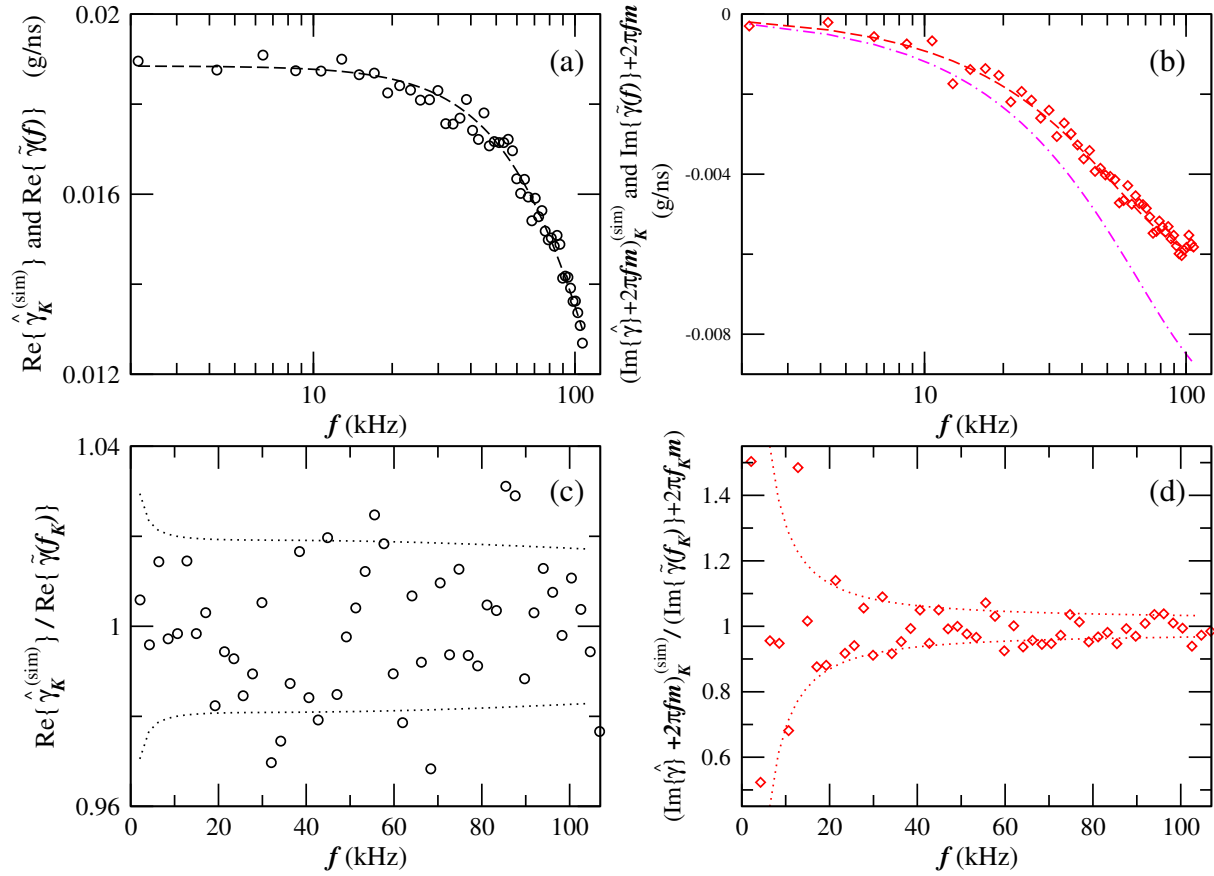 Re{ γ̂_K^(sim) } and Re{ γ̃(f) } (g/ns)
0.02
0.016
0.012
(a)
10
100
f (kHz)
(Im{γ̂}+2πfm)_K^(sim) and Im{γ̃(f)}+2πfm
(g/ns)
0
-0.004
-0.008
(b)
10
100
f (kHz)
Re{ γ̂_K^(sim) } / Re{ γ̃(f_K) }
1.04
1
0.96
(c)
0 20 40 60 80 100
f (kHz)
(Im{γ̂} +2πfm)_K^(sim) / (Im{ γ̃(f_K) }+2πf_K m)
1.4
1.2
1
0.8
0.6
(d)
0 20 40 60 80 100
f (kHz)